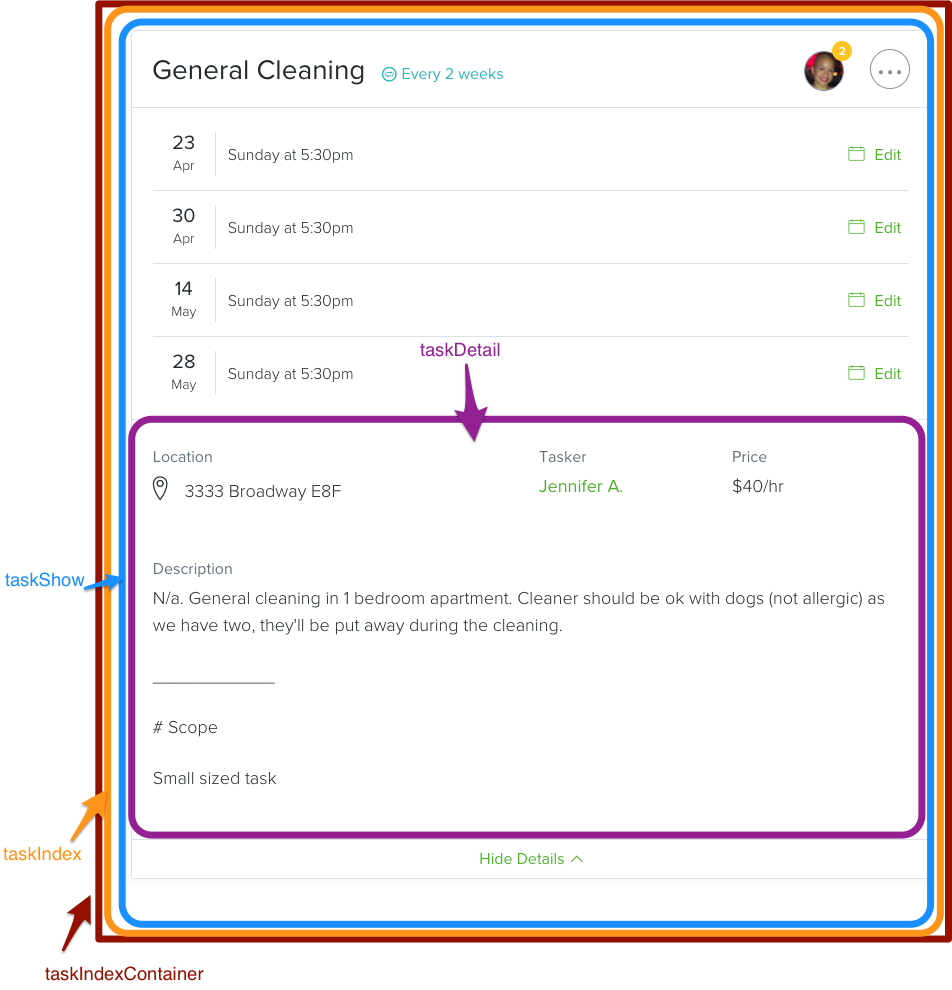 General Cleaning Every 2 weeks 2
23
Apr
Sunday at 5:30pm Edit
30
Apr
Sunday at 5:30pm Edit
14
May
Sunday at 5:30pm Edit
taskDetail
28
May
Sunday at 5:30pm Edit
Location Tasker Price
3333 Broadway E8F Jennifer A. $40/hr
Description
taskShow
N/a. General cleaning in 1 bedroom apartment. Cleaner should be ok with dogs (not allergic) as
we have two, they'll be put away during the cleaning.
_____________
# Scope
Small sized task
taskIndex
Hide Details
taskIndexContainer